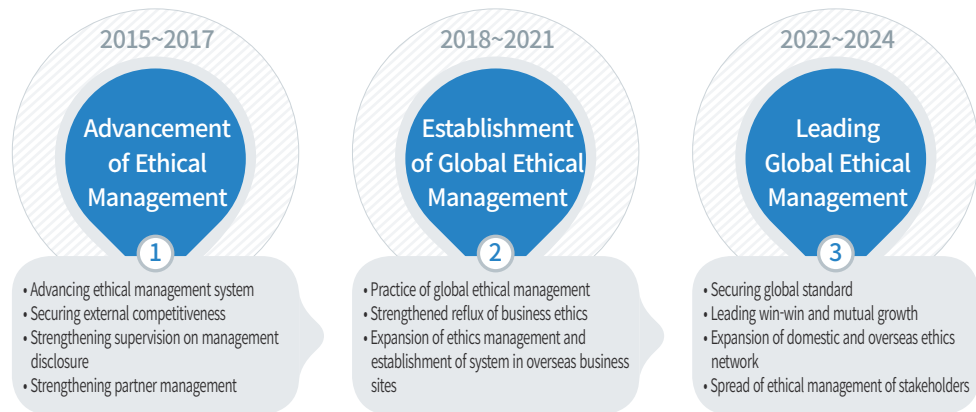 2015~2017
Advancement
of Ethical
Management
1
• Advancing ethical management system
• Securing external competitiveness
• Strengthening supervision on management
disclosure
• Strengthening partner management
2018~2021
Establishment
of Global Ethical
Management
2
• Practice of global ethical management
• Strengthened reflux of business ethics
• Expansion of ethics management and
establishment of system in overseas business
sites
2022~2024
Leading
Global Ethical
Management
3
• Securing global standard
• Leading win-win and mutual growth
• Expansion of domestic and overseas ethics
network
• Spread of ethical management of stakeholders